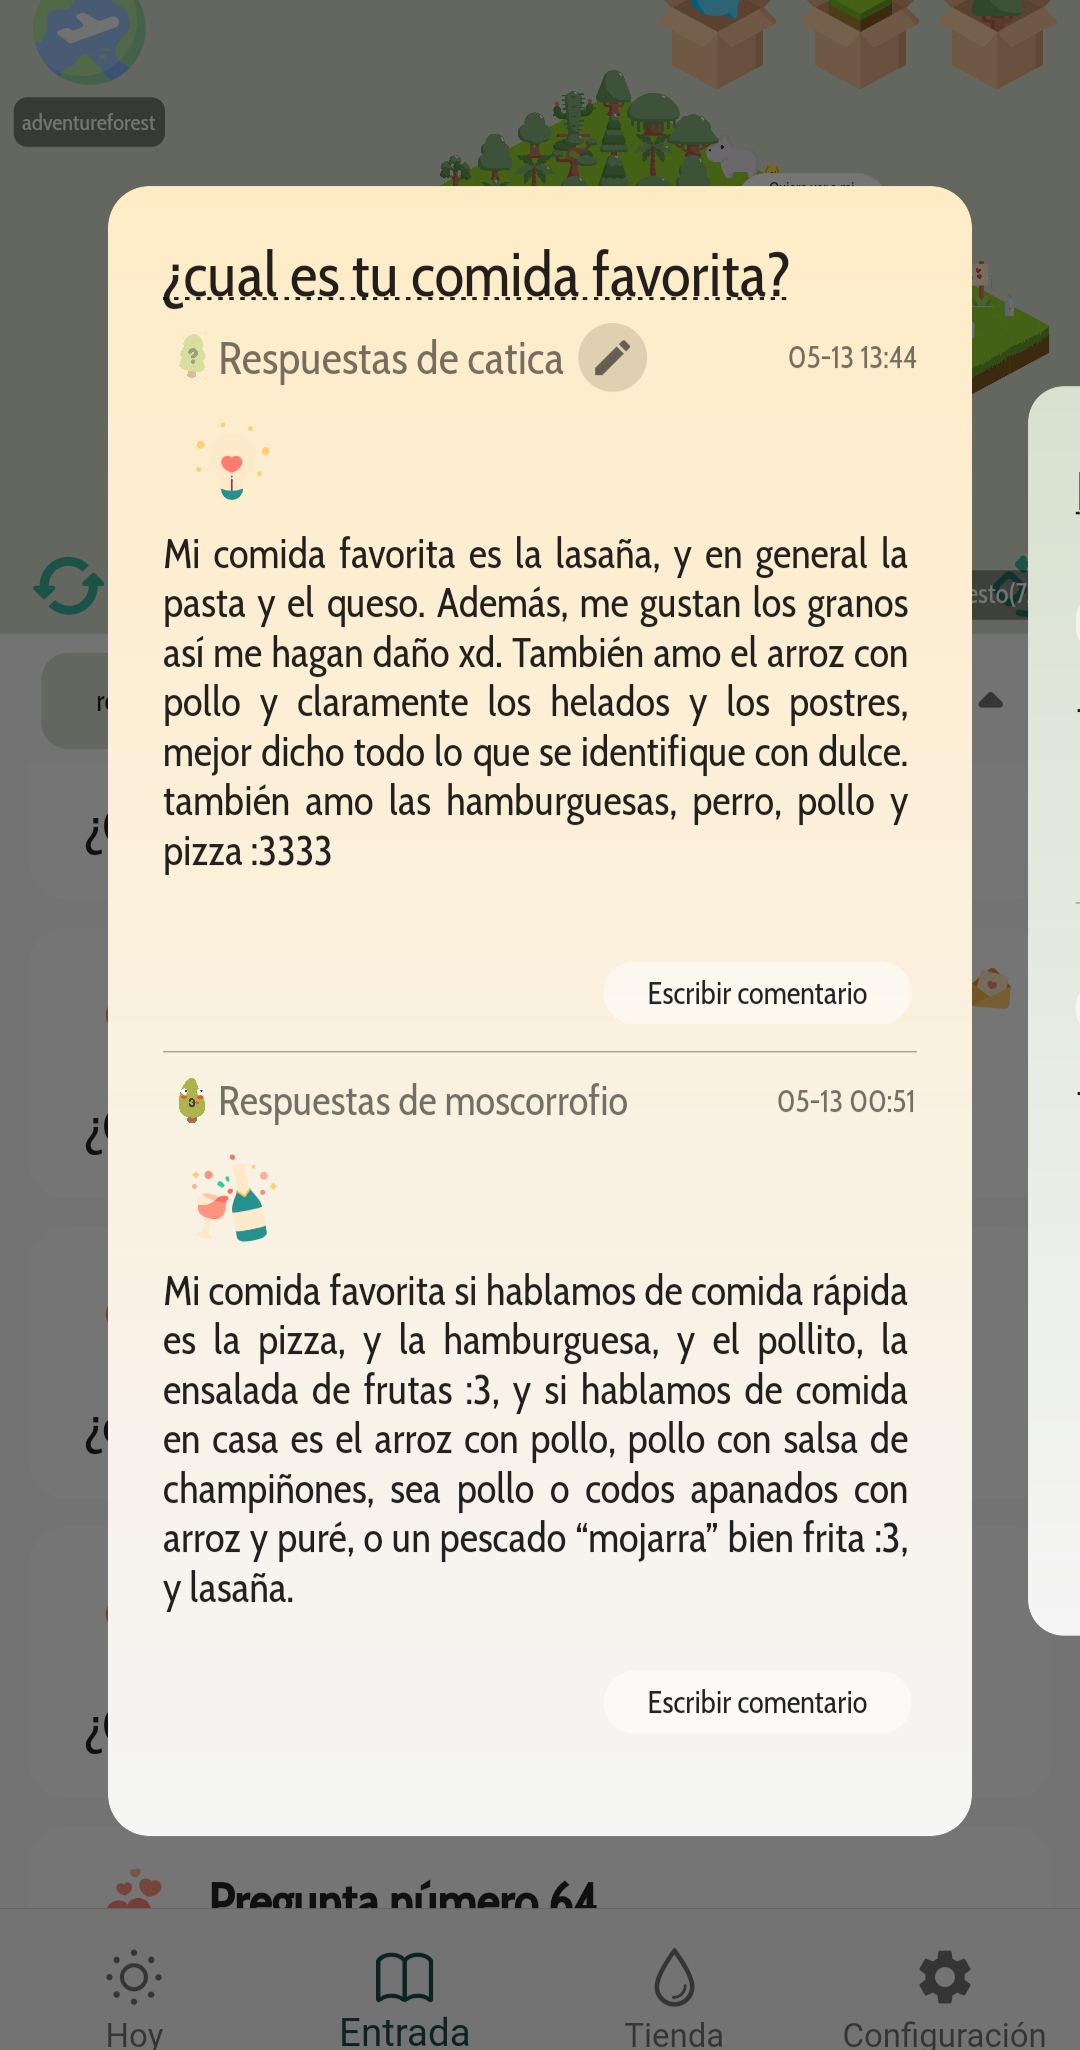 adventureforest
¿cual es tu comida favorita?
Respuestas de catica
05-13 13:44
Mi comida favorita es la lasaña, y en general la
pasta y el queso. Además, me gustan los granos
así me hagan daño xd. También amo el arroz con
pollo y claramente los helados y los postres,
mejor dicho todo lo que se identifique con dulce.
también amo las hamburguesas, perro, pollo y
pizza :3333
Escribir comentario
Respuestas de moscorrofio
05-13 00:51
Mi comida favorita si hablamos de comida rápida
es la pizza, y la hamburguesa, y el pollito, la
ensalada de frutas :3, y si hablamos de comida
en casa es el arroz con pollo, pollo con salsa de
champiñones, sea pollo o codos apanados con
arroz y puré, o un pescado “mojarra” bien frita :3,
y lasaña.
Escribir comentario
Pregunta número 64
Hoy
Entrada
Tienda
Configuración